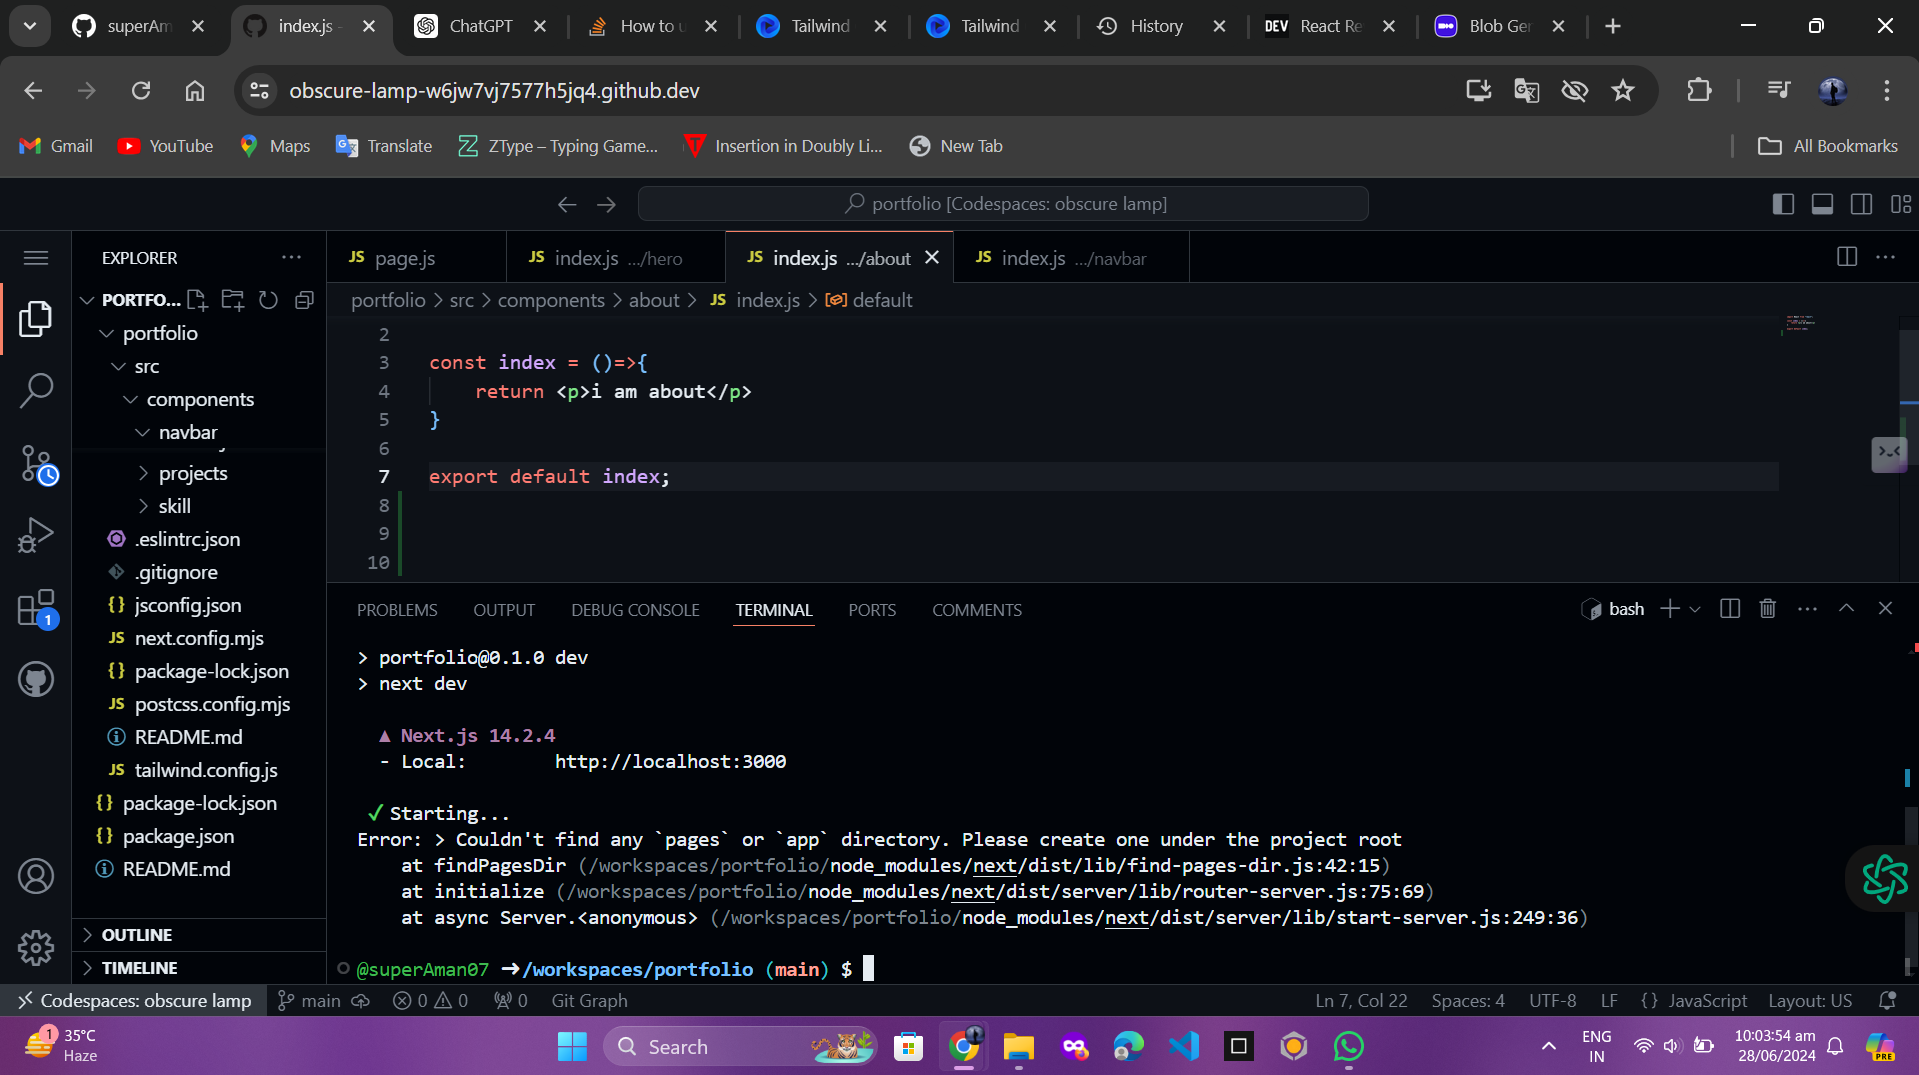 superAm
index.js -
ChatGPT
How to u
Tailwind
Tailwind
History
DEV React Re
Blob Ger
obscure-lamp-w6jw7vj7577h5jq4.github.dev
Gmail
YouTube
Maps
Translate
ZType – Typing Game...
Insertion in Doubly Li...
New Tab
All Bookmarks
portfolio [Codespaces: obscure lamp]
EXPLORER
JS page.js
JS index.js .../hero
JS index.js .../about
JS index.js .../navbar
PORTFO...
portfolio > src > components > about > JS index.js > default
portfolio
src
components
navbar
projects
skill
.eslintrc.json
.gitignore
{} jsconfig.json
JS next.config.mjs
{} package-lock.json
JS postcss.config.mjs
README.md
JS tailwind.config.js
{} package-lock.json
{} package.json
README.md
OUTLINE
TIMELINE
1
2
3 const index = ()=>{
4 return <p>i am about</p>
5 }
6
7 export default index;
8
9
10
PROBLEMS OUTPUT DEBUG CONSOLE TERMINAL PORTS COMMENTS
bash
> portfolio@0.1.0 dev
> next dev
▲ Next.js 14.2.4
- Local: http://localhost:3000
✓ Starting...
Error: > Couldn't find any `pages` or `app` directory. Please create one under the project root
at findPagesDir (/workspaces/portfolio/node_modules/next/dist/lib/find-pages-dir.js:42:15)
at initialize (/workspaces/portfolio/node_modules/next/dist/server/lib/router-server.js:75:69)
at async Server.<anonymous> (/workspaces/portfolio/node_modules/next/dist/server/lib/start-server.js:249:36)
@superAman07 ➜/workspaces/portfolio (main) $
Codespaces: obscure lamp
main
0 0
0
Git Graph
Ln 7, Col 22
Spaces: 4
UTF-8
LF
{} JavaScript
Layout: US
1
35°C
Haze
Search
ENG
IN
10:03:54 am
28/06/2024
PRE